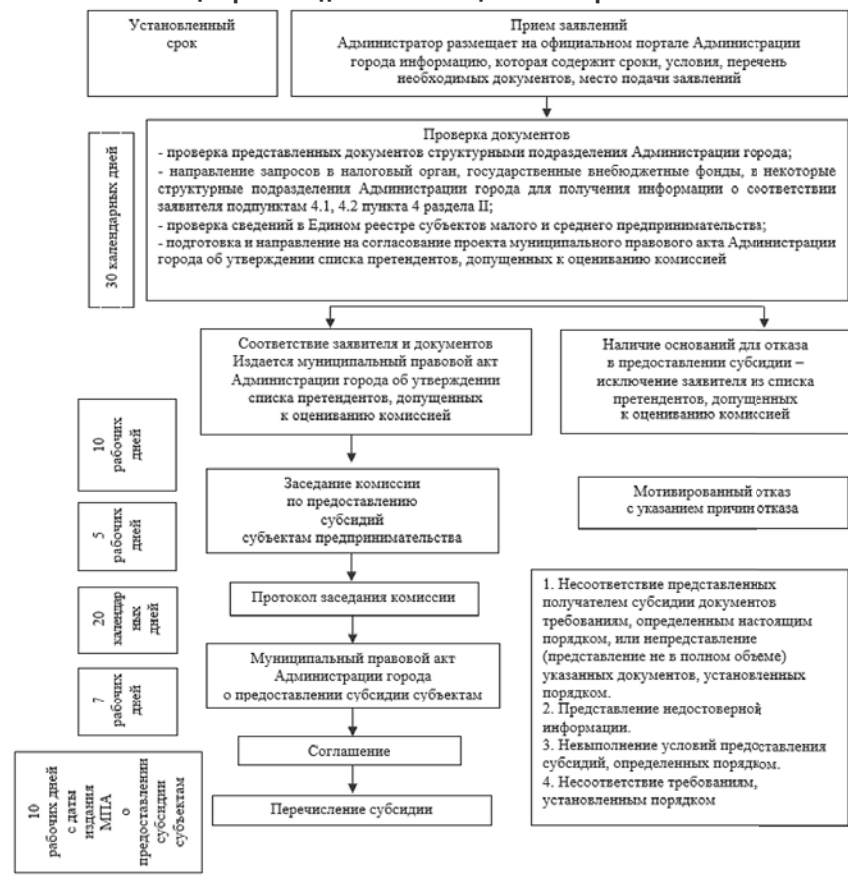 Установленный
срок
Прием заявлений
Администратор размещает на официальном портале Администрации
города информацию, которая содержит сроки, условия, перечень
необходимых документов, место подачи заявлений
30 календарных дней
Проверка документов
- проверка представленных документов структурными подразделения Администрации города;
- направление запросов в налоговый орган, государственные внебюджетные фонды, в некоторые
структурные подразделения Администрации города для получения информации о соответствии
заявителя подпунктам 4.1, 4.2 пункта 4 раздела II;
- проверка сведений в Едином реестре субъектов малого и среднего предпринимательства;
- подготовка и направление на согласование проекта муниципального правового акта Администрации
города об утверждении списка претендентов, допущенных к оцениванию комиссией
Соответствие заявителя и документов
Издается муниципальный правовой акт
Администрации города об утверждении
списка претендентов, допущенных
к оцениванию комиссией
Наличие оснований для отказа
в предоставлении субсидии –
исключение заявителя из списка
претендентов, допущенных
к оцениванию комиссией
10
рабочих
дней
Заседание комиссии
по предоставлению
субсидий
субъектам предпринимательства
Мотивированный отказ
с указанием причин отказа
5
рабочих
дней
Протокол заседания комиссии
20
календар
ных
дней
Муниципальный правовой акт
Администрации города
о предоставлении субсидии субъектам
7
рабочих
дней
Соглашение
10
рабочих дней
с даты
издания
МПА
о
предоставлении
субсидии
субъектам
Перечисление субсидии
1. Несоответствие представленных
получателем субсидии документов
требованиям, определенным настоящим
порядком, или непредставление
(представление не в полном объеме)
указанных документов, установленных
порядком.
2. Представление недостоверной
информации.
3. Невыполнение условий предоставления
субсидий, определенных порядком.
4. Несоответствие требованиям,
установленным порядком